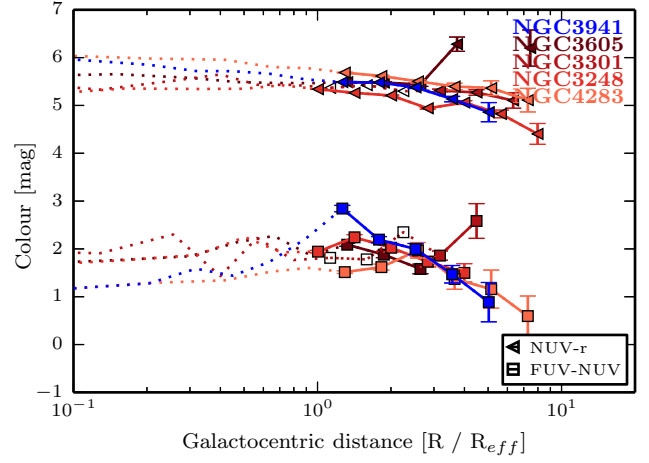 7
6
5
4
3
2
1
0
−1
Colour [mag]
NGC3941
NGC3605
NGC3301
NGC3248
NGC4283
NUV-r
FUV-NUV
10⁻¹ 10⁰ 10¹
Galactocentric distance [R / R_eff]